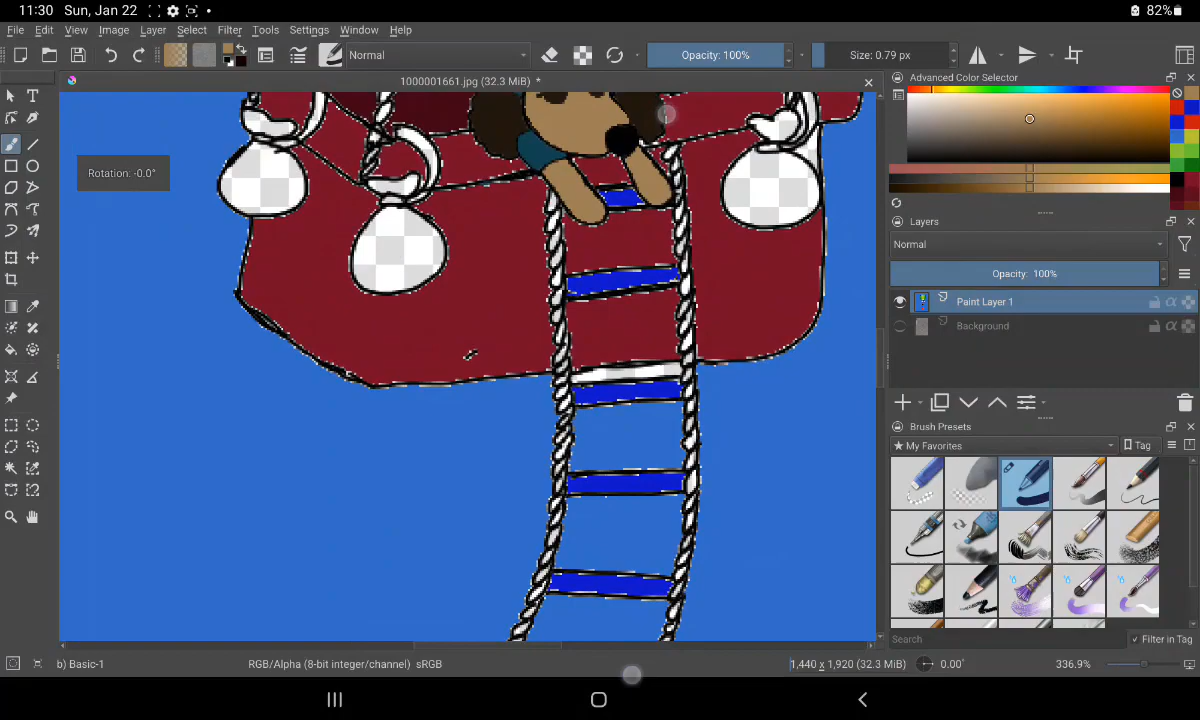 11:30 Sun, Jan 22
82%
File Edit View Image Layer Select Filter Tools Settings Window Help
Normal
Opacity: 100%
Size: 0.79 px
1000001661.jpg (32.3 MiB) *
Rotation: -0.0°
Advanced Color Selector
Layers
Normal
Opacity: 100%
Paint Layer 1
Background
Brush Presets
My Favorites
Tag
Search
Filter in Tag
b) Basic-1
RGB/Alpha (8-bit integer/channel) sRGB
1,440 x 1,920 (32.3 MiB)
0.00°
336.9%